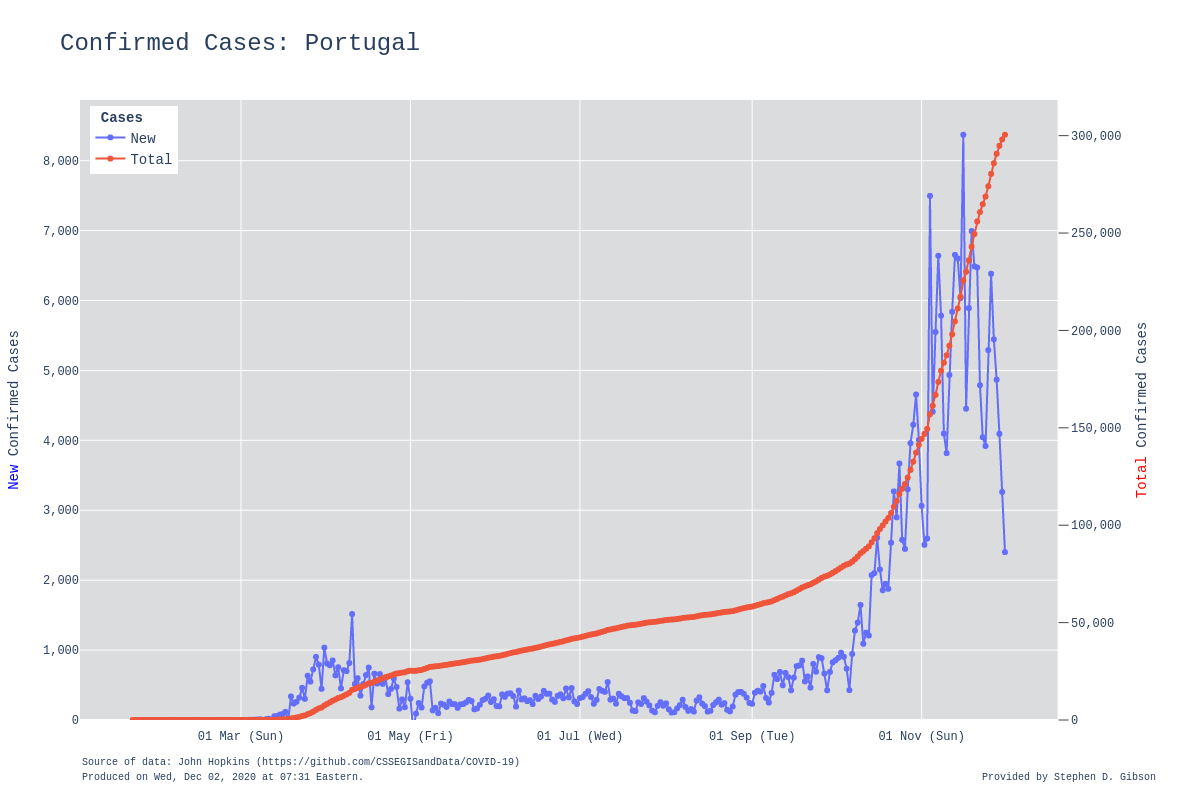 Confirmed Cases: Portugal
Cases
New
Total
8,000
7,000
6,000
5,000
4,000
3,000
2,000
1,000
0
300,000
250,000
200,000
150,000
100,000
50,000
0
New Confirmed Cases
Total Confirmed Cases
01 Mar (Sun)
01 May (Fri)
01 Jul (Wed)
01 Sep (Tue)
01 Nov (Sun)
Source of data: John Hopkins (https://github.com/CSSEGISandData/COVID-19)
Produced on Wed, Dec 02, 2020 at 07:31 Eastern.
Provided by Stephen D. Gibson